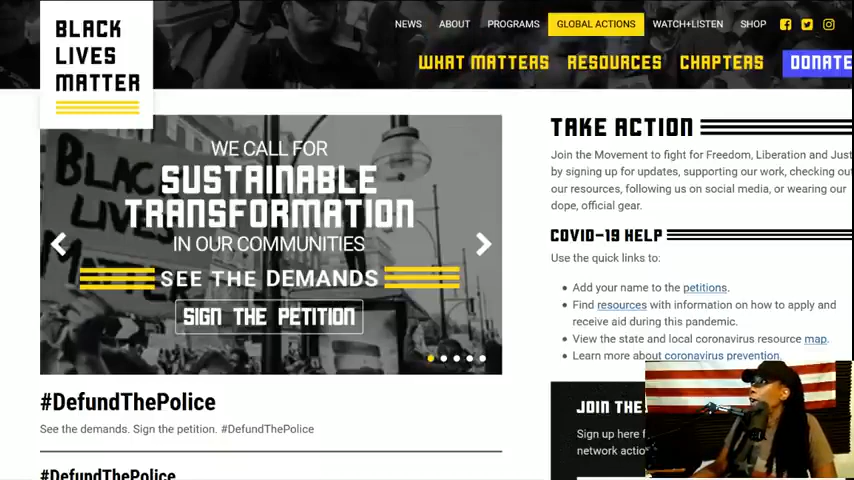 BLACK
LIVES
MATTER
NEWS ABOUT PROGRAMS GLOBAL ACTIONS WATCH+LISTEN SHOP
WHAT MATTERS RESOURCES CHAPTERS DONATE
BLAC
LIVES
WE CALL FOR
SUSTAINABLE
TRANSFORMATION
IN OUR COMMUNITIES
SEE THE DEMANDS
SIGN THE PETITION
#DefundThePolice
See the demands. Sign the petition. #DefundThePolice
#DefundThePolice
TAKE ACTION
Join the Movement to fight for Freedom, Liberation and Just
by signing up for updates, supporting our work, checking out
our resources, following us on social media, or wearing our
dope, official gear.
COVID-19 HELP
Use the quick links to:
Add your name to the petitions.
Find resources with information on how to apply and
receive aid during this pandemic.
View the state and local coronavirus resource map.
Learn more about coronavirus prevention.
JOIN THE
Sign up here f
network actio